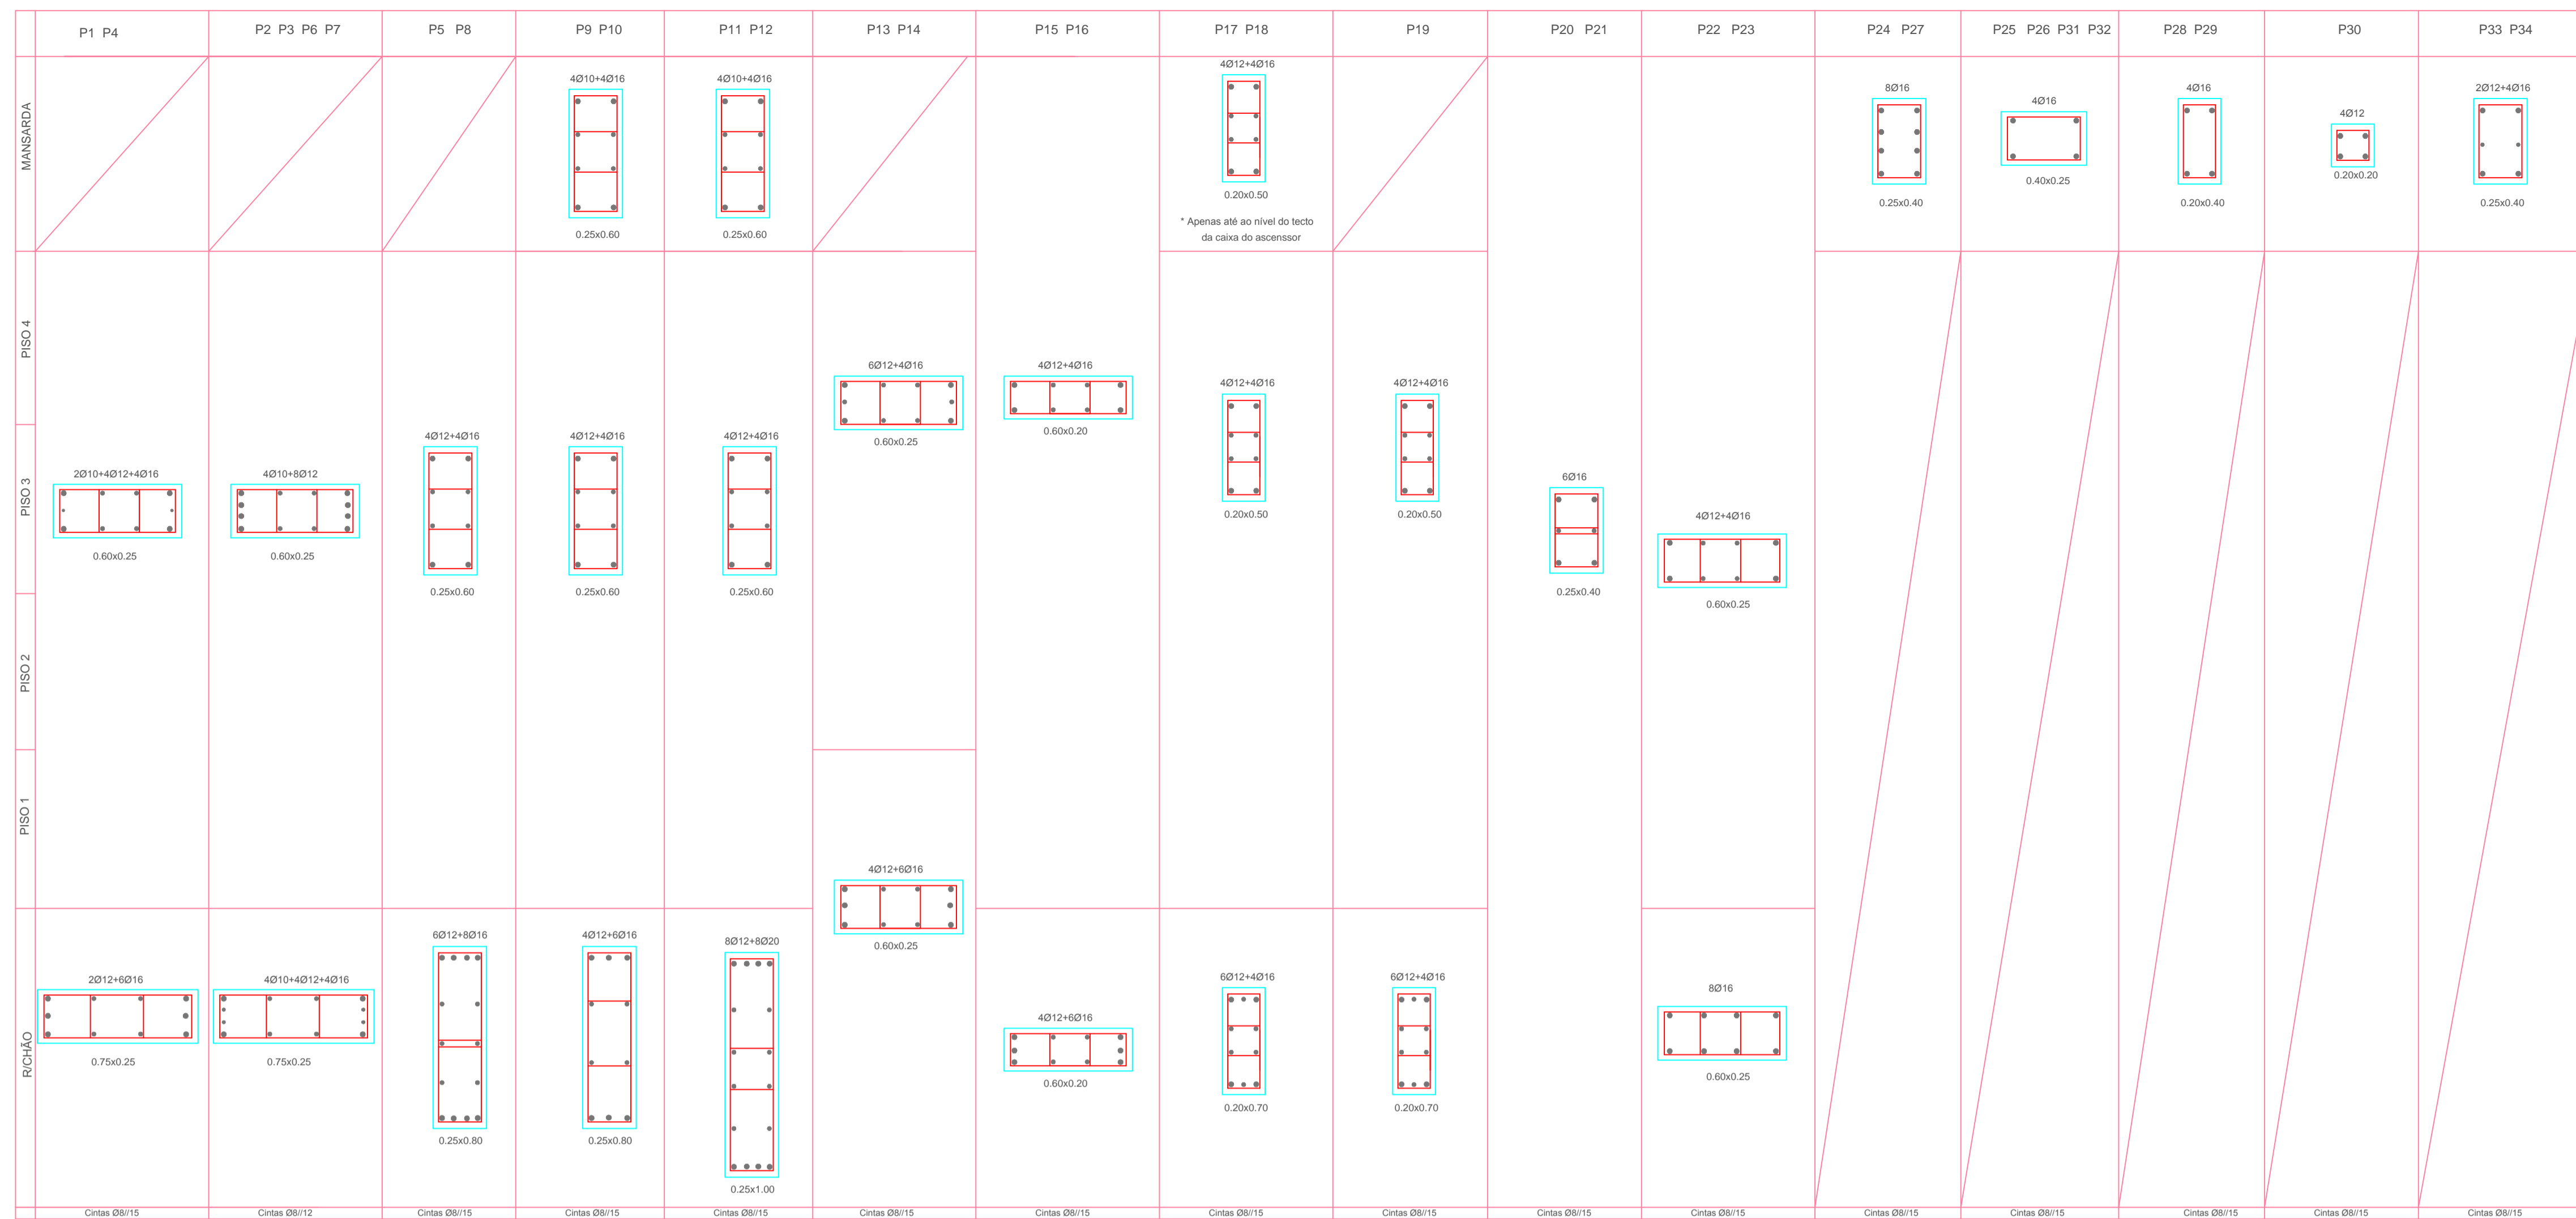 P1 P4
P2 P3 P6 P7
P5 P8
P9 P10
P11 P12
P13 P14
P15 P16
P17 P18
P19
P20 P21
P22 P23
P24 P27
P25 P26 P31 P32
P28 P29
P30
P33 P34
MANSARDA
4Ø10+4Ø16
0.25x0.60
4Ø10+4Ø16
0.25x0.60
4Ø12+4Ø16
0.20x0.50
* Apenas até ao nível do tecto
da caixa do ascenssor
8Ø16
0.25x0.40
4Ø16
0.40x0.25
4Ø16
0.20x0.40
4Ø12
0.20x0.20
2Ø12+4Ø16
0.25x0.40
PISO 4
PISO 3
PISO 2
PISO 1
2Ø10+4Ø12+4Ø16
0.60x0.25
4Ø10+8Ø12
0.60x0.25
4Ø12+4Ø16
0.25x0.60
4Ø12+4Ø16
0.25x0.60
4Ø12+4Ø16
0.25x0.60
6Ø12+4Ø16
0.60x0.25
4Ø12+4Ø16
0.60x0.20
4Ø12+4Ø16
0.20x0.50
4Ø12+4Ø16
0.20x0.50
6Ø16
0.25x0.40
4Ø12+4Ø16
0.60x0.25
4Ø12+6Ø16
0.60x0.25
R/CHÃO
2Ø12+6Ø16
0.75x0.25
4Ø10+4Ø12+4Ø16
0.75x0.25
6Ø12+8Ø16
0.25x0.80
4Ø12+6Ø16
0.25x0.80
8Ø12+8Ø20
0.25x1.00
4Ø12+6Ø16
0.60x0.20
6Ø12+4Ø16
0.20x0.70
6Ø12+4Ø16
0.20x0.70
8Ø16
0.60x0.25
Cintas Ø8//15
Cintas Ø8//12
Cintas Ø8//15
Cintas Ø8//15
Cintas Ø8//15
Cintas Ø8//15
Cintas Ø8//15
Cintas Ø8//15
Cintas Ø8//15
Cintas Ø8//15
Cintas Ø8//15
Cintas Ø8//15
Cintas Ø8//15
Cintas Ø8//15
Cintas Ø8//15
Cintas Ø8//15